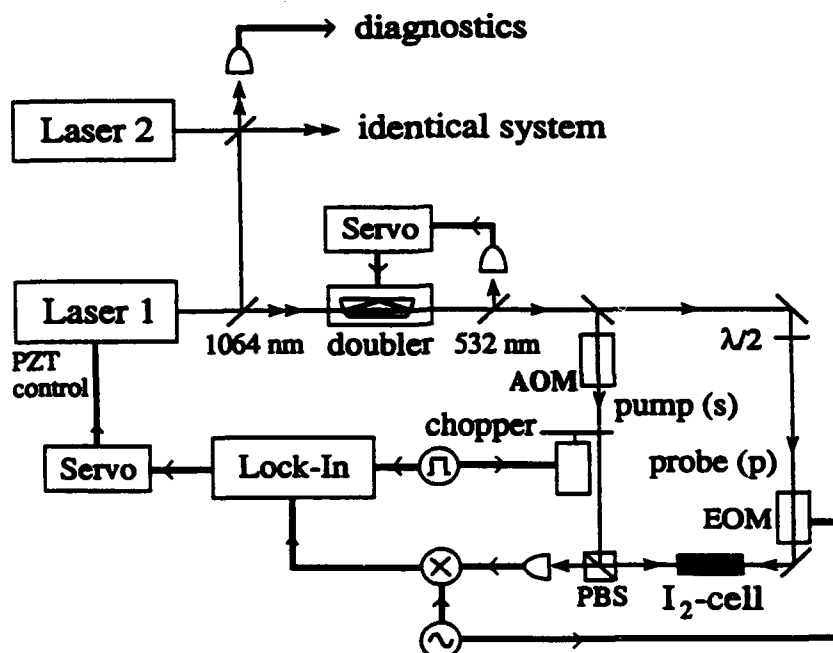 diagnostics
Laser 2
identical system
Servo
Laser 1
1064 nm
doubler
532 nm
λ/2
PZT
control
AOM
pump (s)
chopper
probe (p)
Servo
Lock-In
EOM
PBS
I₂-cell